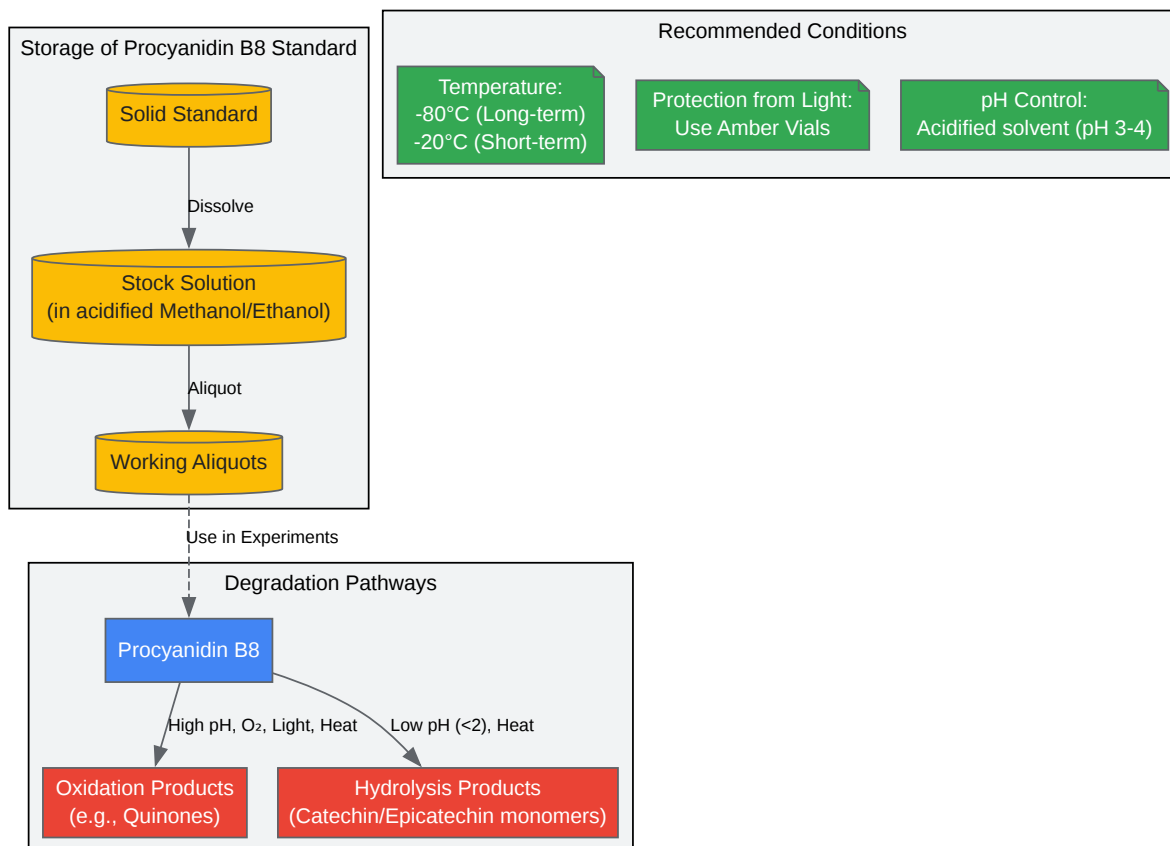 Storage of Procyanidin B8 Standard
Solid Standard
Dissolve
Stock Solution
(in acidified Methanol/Ethanol)
Aliquot
Working Aliquots
Use in Experiments
Recommended Conditions
Temperature:
-80°C (Long-term)
-20°C (Short-term)
Protection from Light:
Use Amber Vials
pH Control:
Acidified solvent (pH 3-4)
Degradation Pathways
Procyanidin B8
High pH, O₂, Light, Heat
Low pH (<2), Heat
Oxidation Products
(e.g., Quinones)
Hydrolysis Products
(Catechin/Epicatechin monomers)